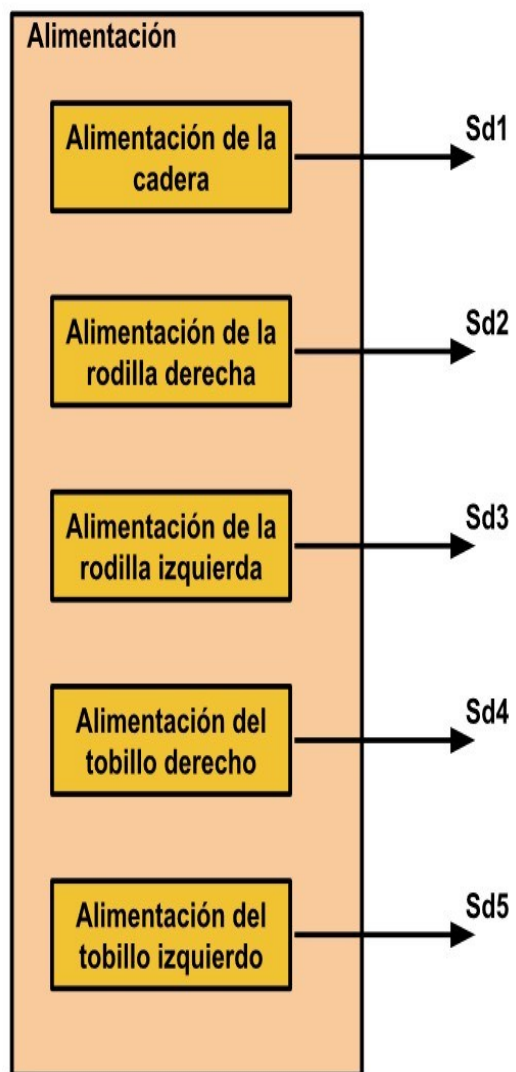 Alimentación
Alimentación de la
cadera
Sd1
Alimentación de la
rodilla derecha
Sd2
Alimentación de la
rodilla izquierda
Sd3
Alimentación del
tobillo derecho
Sd4
Alimentación del
tobillo izquierdo
Sd5